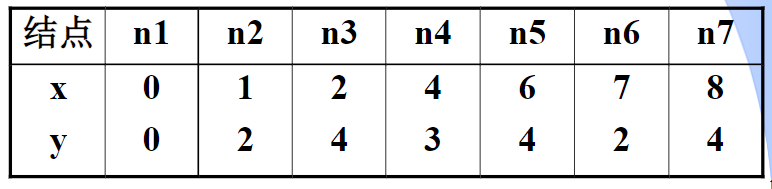 结点 n1 n2 n3 n4 n5 n6 n7
x 0 1 2 4 6 7 8
y 0 2 4 3 4 2 4